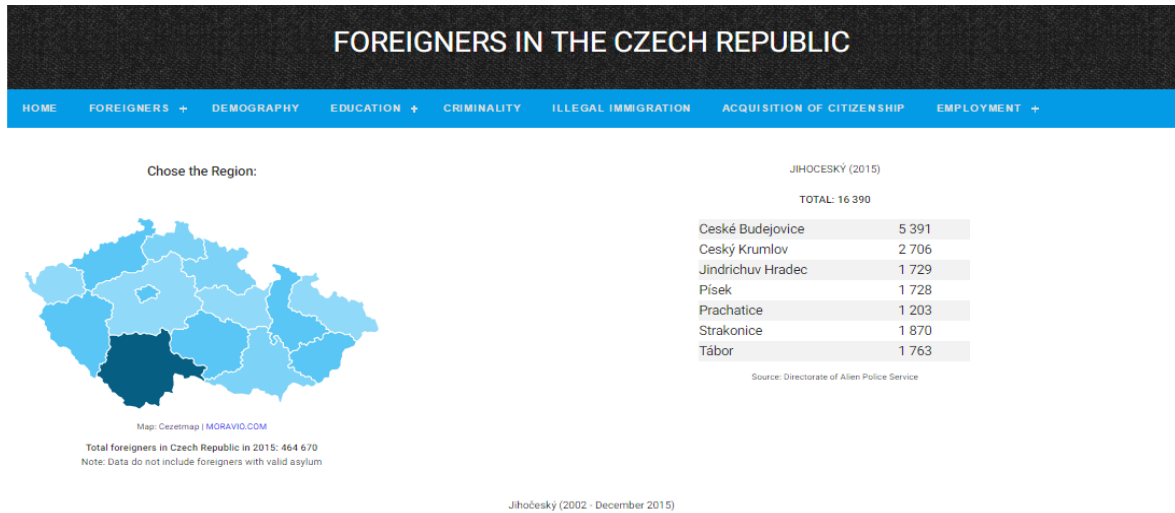 FOREIGNERS IN THE CZECH REPUBLIC
HOME FOREIGNERS + DEMOGRAPHY EDUCATION + CRIMINALITY ILLEGAL IMMIGRATION ACQUISITION OF CITIZENSHIP EMPLOYMENT +
Chose the Region:
Map: Cezetmap | MORAVIO.COM
Total foreigners in Czech Republic in 2015: 464 670
Note: Data do not include foreigners with valid asylum
JIHOCESKÝ (2015)
TOTAL: 16 390
Ceské Budejovice 5 391
Ceský Krumlov 2 706
Jindrichuv Hradec 1 729
Písek 1 728
Prachatice 1 203
Strakonice 1 870
Tábor 1 763
Source: Directorate of Alien Police Service
Jihočeský (2002 - December 2015)